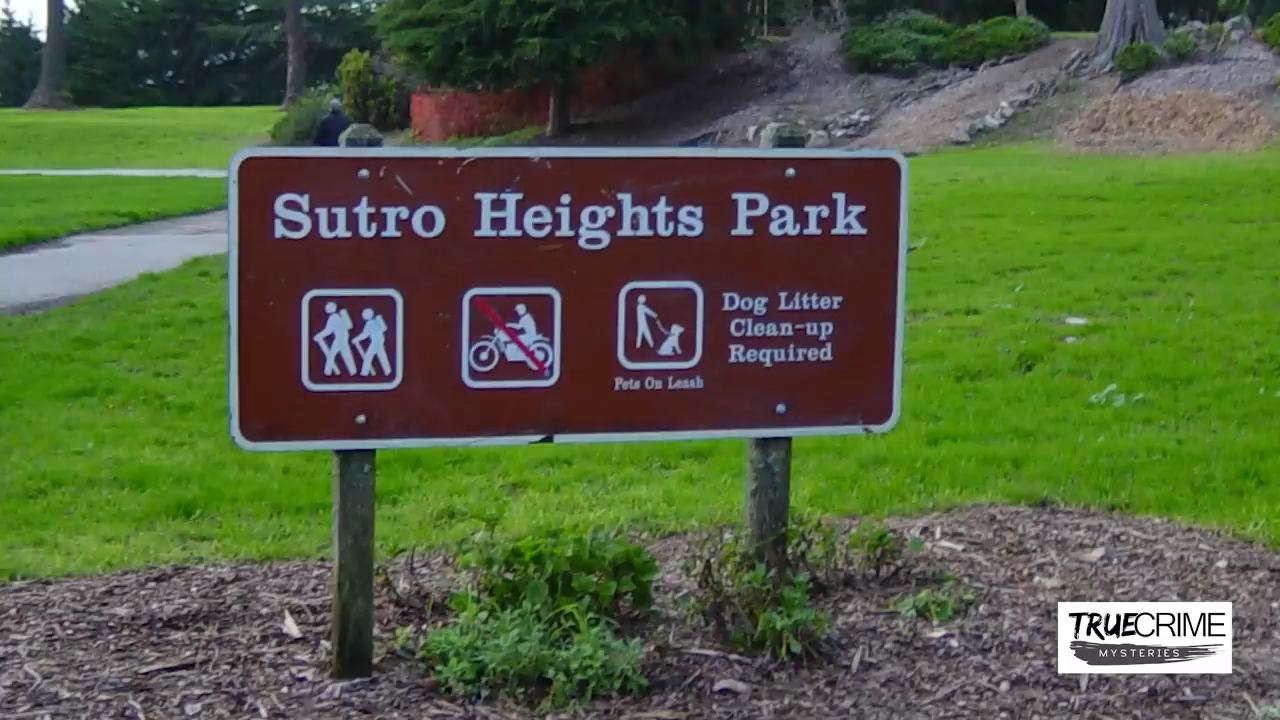 Sutro Heights Park
Dog Litter
Clean-up
Required
Pets On Leash
TRUECRIME
MYSTERIES